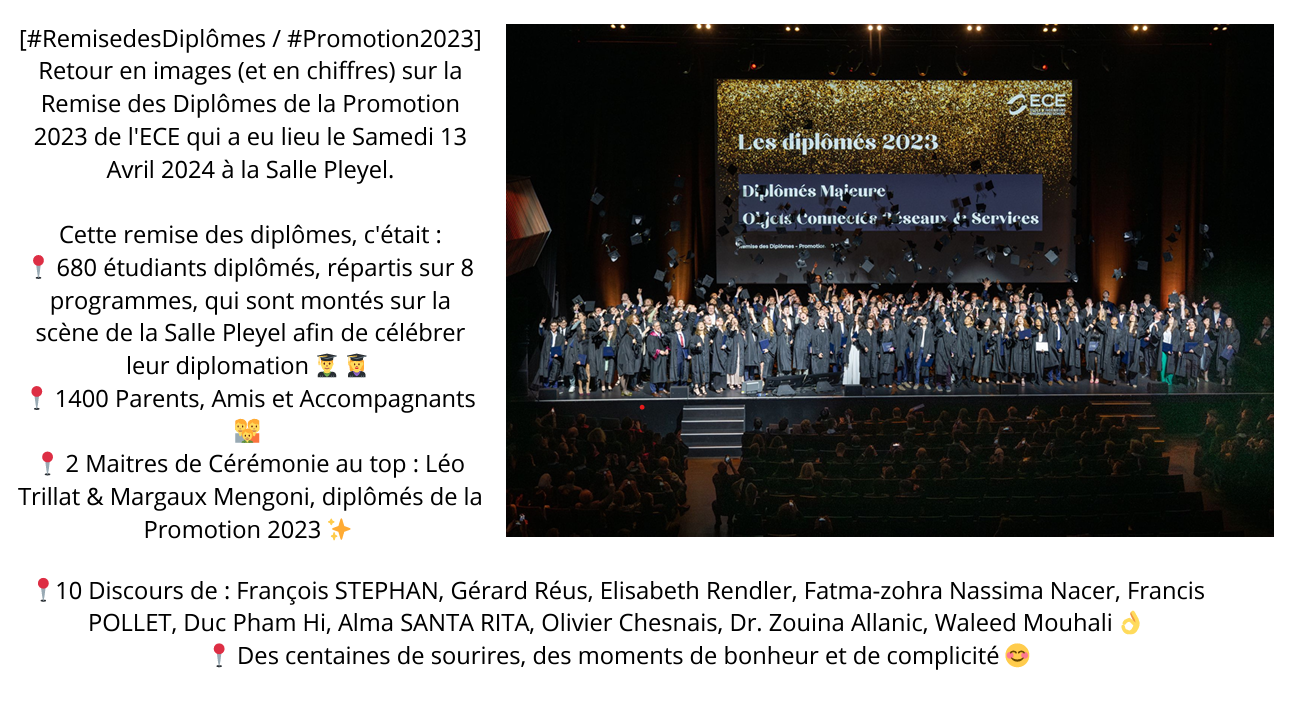 [#RemisedesDiplômes / #Promotion2023]
Retour en images (et en chiffres) sur la
Remise des Diplômes de la Promotion
2023 de l'ECE qui a eu lieu le Samedi 13
Avril 2024 à la Salle Pleyel.
Cette remise des diplômes, c'était :
📍 680 étudiants diplômés, répartis sur 8
programmes, qui sont montés sur la
scène de la Salle Pleyel afin de célébrer
leur diplomation 👨‍🎓 👩‍🎓
📍 1400 Parents, Amis et Accompagnants
👨‍👩‍👦
📍 2 Maitres de Cérémonie au top : Léo
Trillat & Margaux Mengoni, diplômés de la
Promotion 2023 ✨
ECE
Les diplômés 2023
Diplômés Majeure
Objets Connectés Réseaux & Services
Remise des Diplômes - Promotion
📍10 Discours de : François STEPHAN, Gérard Réus, Elisabeth Rendler, Fatma-zohra Nassima Nacer, Francis
POLLET, Duc Pham Hi, Alma SANTA RITA, Olivier Chesnais, Dr. Zouina Allanic, Waleed Mouhali 👌
📍 Des centaines de sourires, des moments de bonheur et de complicité 😊